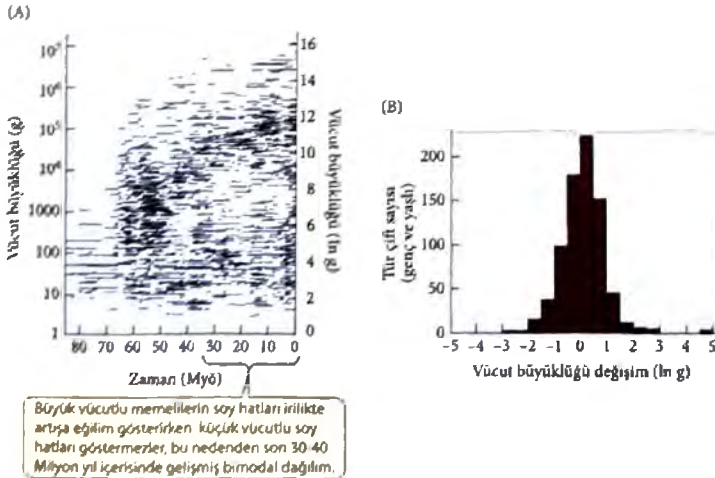 (A)
10⁷
10⁶
10⁵
10⁴
1000
100
10
1
Vücut büyüklüğü (g)
16
14
12
10
8
6
4
2
0
Vücut büyüklüğü (ln g)
80 70 60 50 40 30 20 10 0
Zaman (Myö)
Büyük vücutlu memelilerin soy hatları irilikte
artışa eğilim gösterirken küçük vücutlu soy
hatları göstermezler, bu nedenden son 30-40
Milyon yıl içerisinde gelişmiş bimodal dağılım.
(B)
Tür çift sayısı
(genç ve yaşlı)
200
150
100
50
0
-5 -4 -3 -2 -1 0 1 2 3 4 5
Vücut büyüklüğü değişim (ln g)